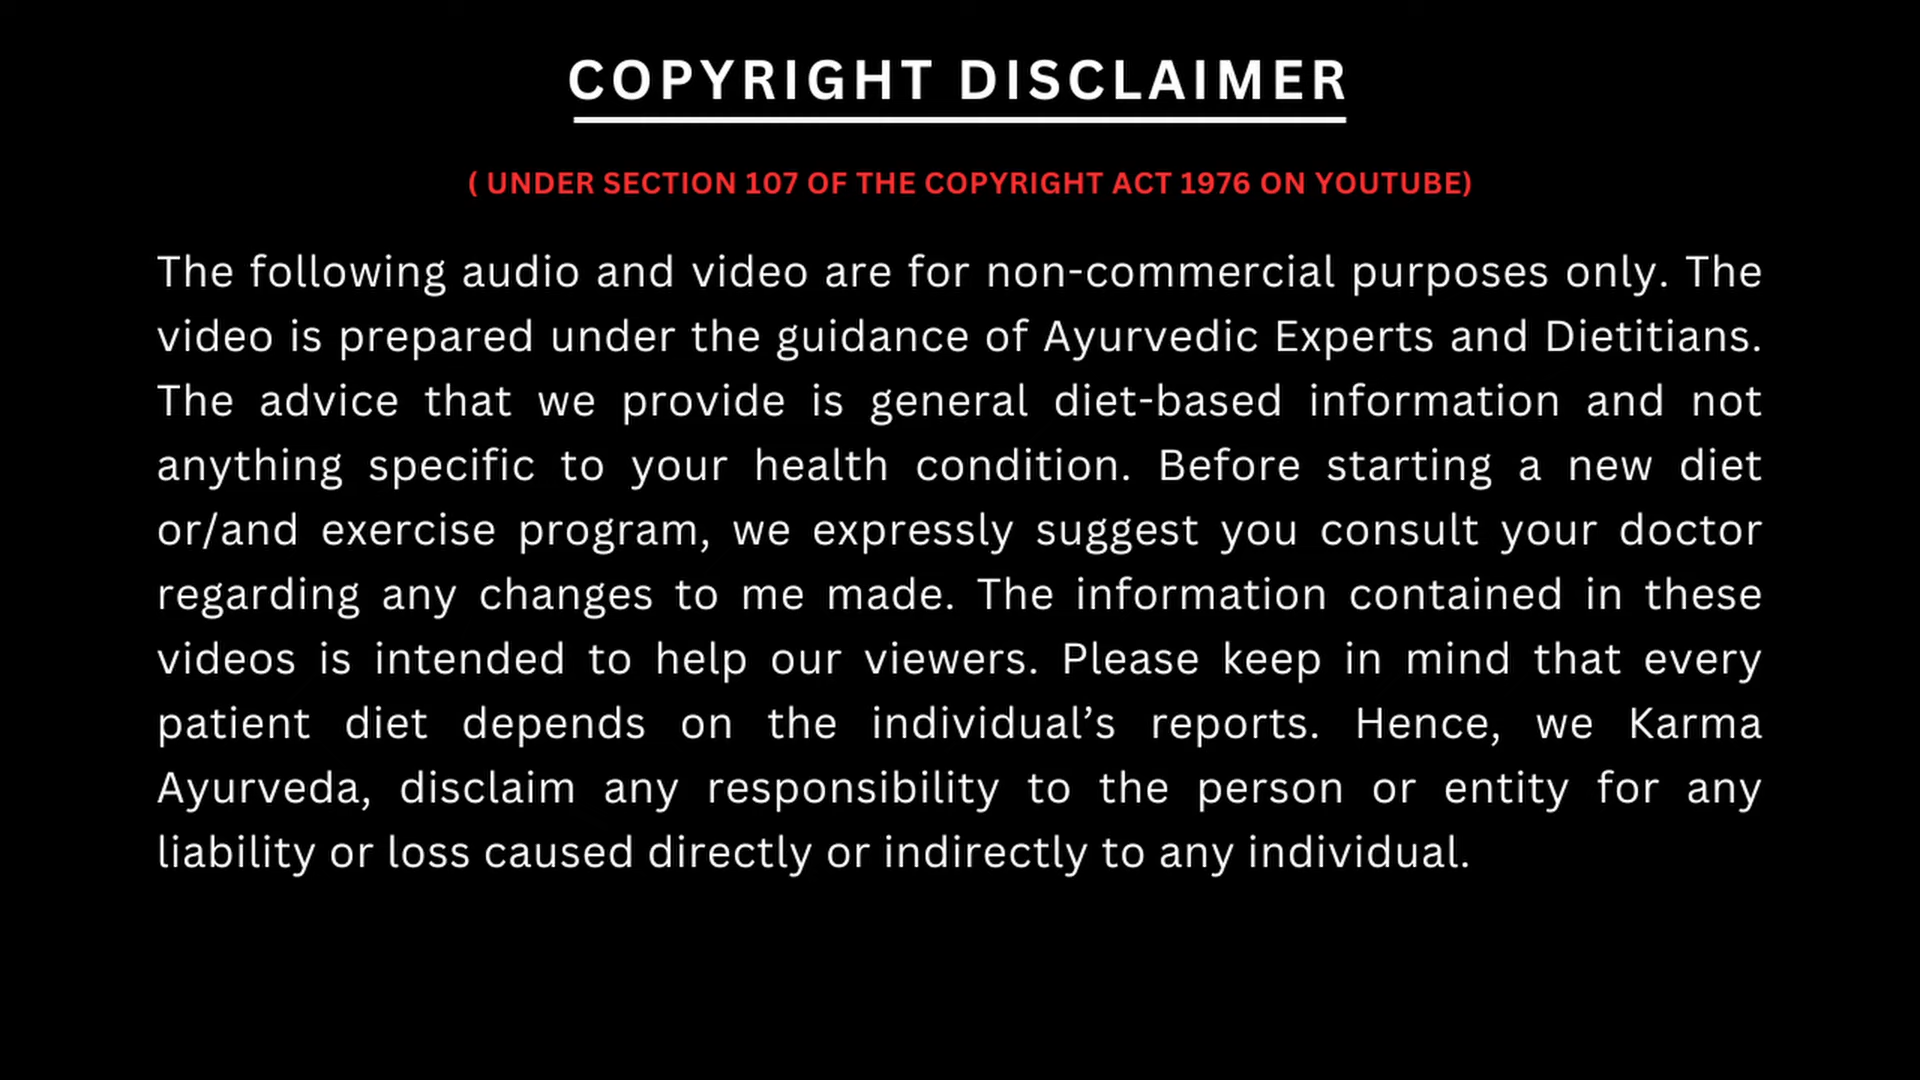 COPYRIGHT DISCLAIMER
( UNDER SECTION 107 OF THE COPYRIGHT ACT 1976 ON YOUTUBE)
The following audio and video are for non-commercial purposes only. The
video is prepared under the guidance of Ayurvedic Experts and Dietitians.
The advice that we provide is general diet-based information and not
anything specific to your health condition. Before starting a new diet
or/and exercise program, we expressly suggest you consult your doctor
regarding any changes to me made. The information contained in these
videos is intended to help our viewers. Please keep in mind that every
patient diet depends on the individual’s reports. Hence, we Karma
Ayurveda, disclaim any responsibility to the person or entity for any
liability or loss caused directly or indirectly to any individual.